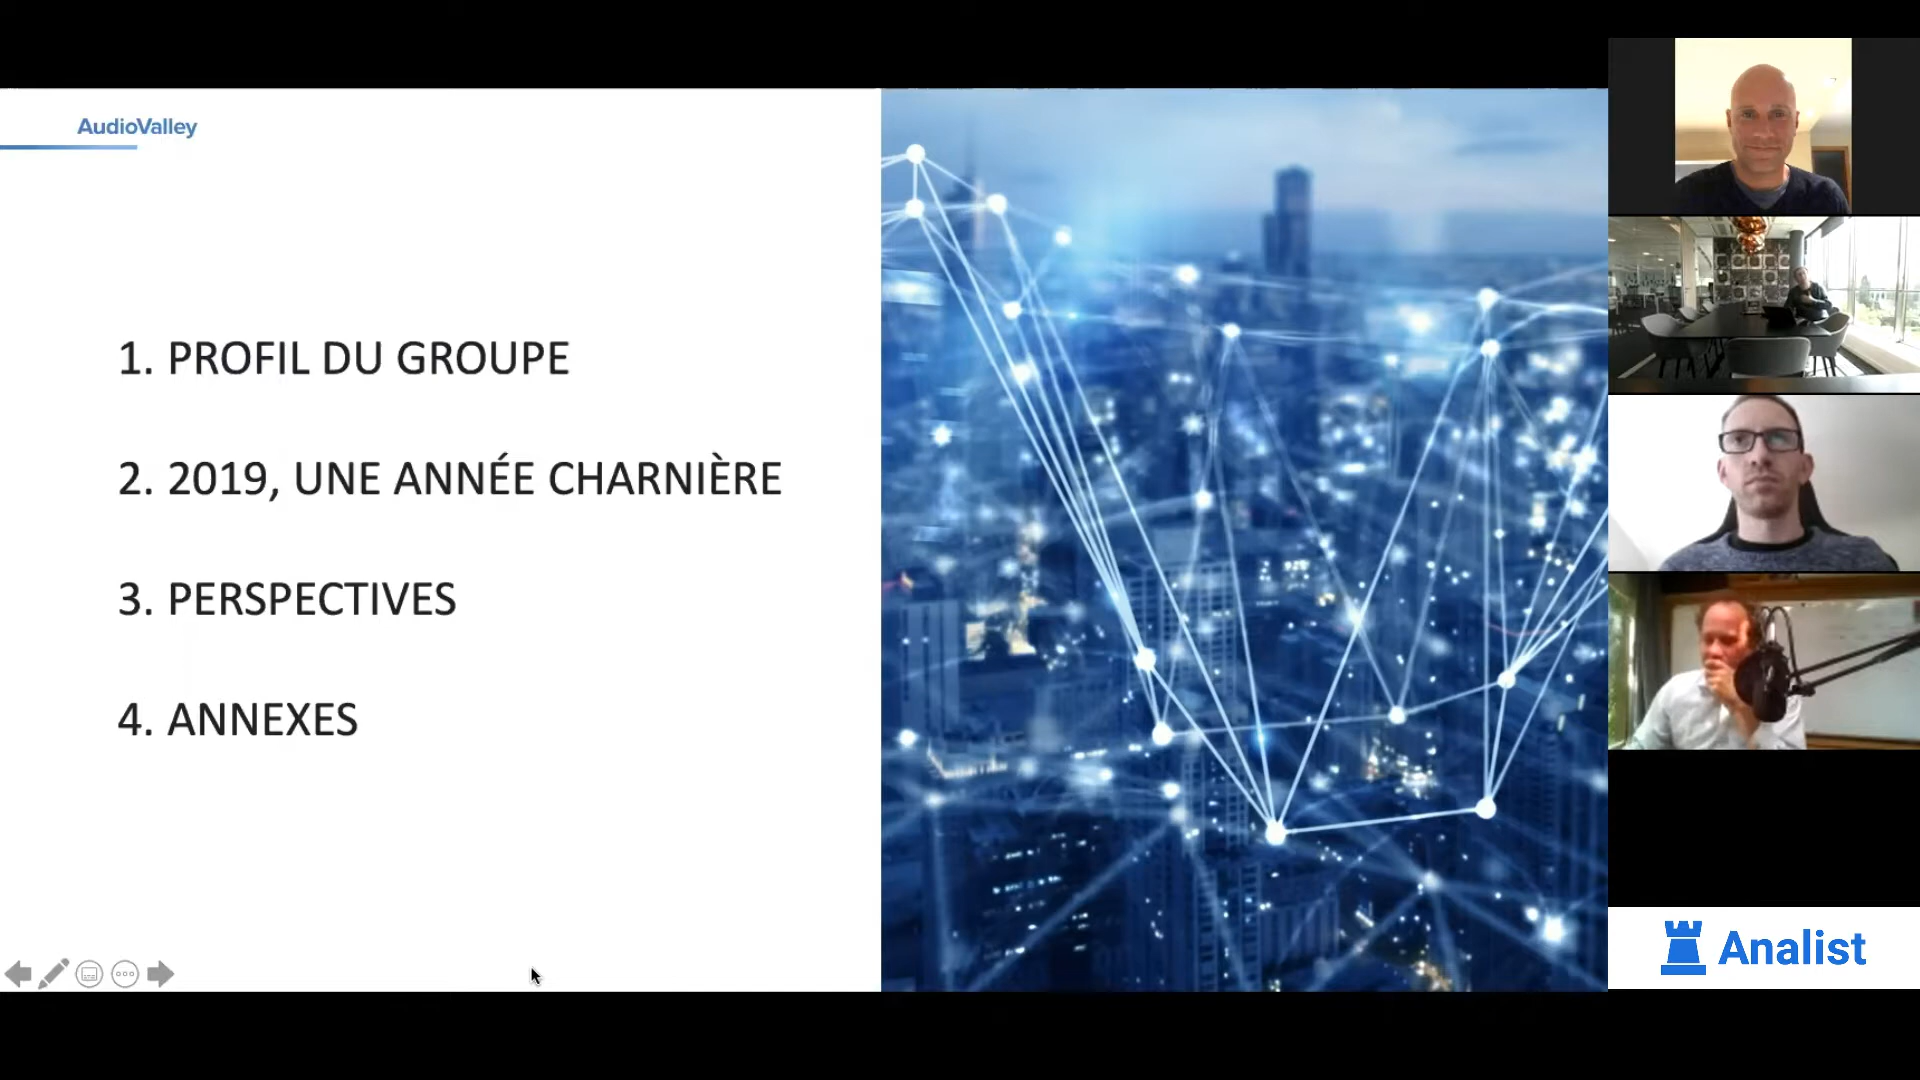 AudioValley
1. PROFIL DU GROUPE
2. 2019, UNE ANNÉE CHARNIÈRE
3. PERSPECTIVES
4. ANNEXES
Analist